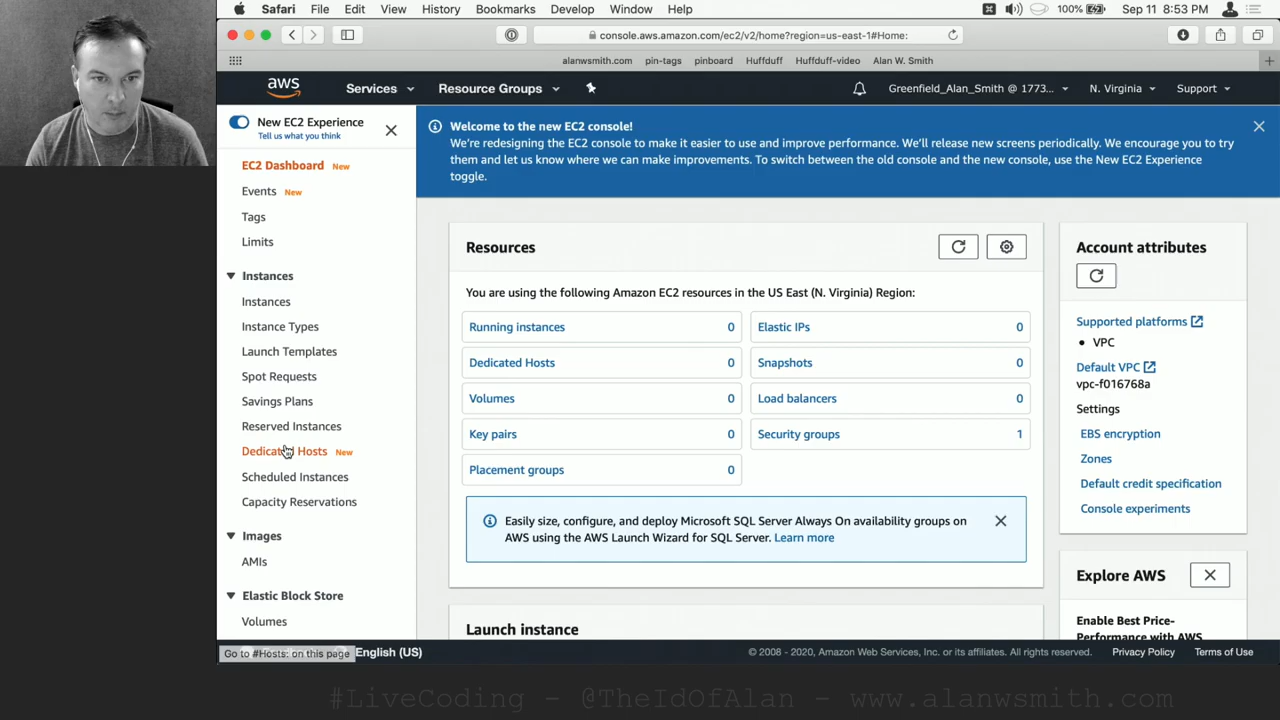 Safari File Edit View History Bookmarks Develop Window Help 100% Sep 11 8:53 PM
console.aws.amazon.com/ec2/v2/home?region=us-east-1#Home:
alanwsmith.com pin-tags pinboard Huffduff Huffduff-video Alan W. Smith
aws Services Resource Groups Greenfield_Alan_Smith @ 1773... N. Virginia Support
New EC2 Experience
Tell us what you think
EC2 Dashboard New
Events New
Tags
Limits
Instances
Instances
Instance Types
Launch Templates
Spot Requests
Savings Plans
Reserved Instances
Dedicated Hosts New
Scheduled Instances
Capacity Reservations
Images
AMIs
Elastic Block Store
Volumes
Welcome to the new EC2 console!
We're redesigning the EC2 console to make it easier to use and improve performance. We'll release new screens periodically. We encourage you to try
them and let us know where we can make improvements. To switch between the old console and the new console, use the New EC2 Experience
toggle.
Resources
You are using the following Amazon EC2 resources in the US East (N. Virginia) Region:
Running instances 0 Elastic IPs 0
Dedicated Hosts 0 Snapshots 0
Volumes 0 Load balancers 0
Key pairs 0 Security groups 1
Placement groups 0
Easily size, configure, and deploy Microsoft SQL Server Always On availability groups on
AWS using the AWS Launch Wizard for SQL Server. Learn more
Launch instance
Account attributes
Supported platforms
VPC
Default VPC
vpc-f016768a
Settings
EBS encryption
Zones
Default credit specification
Console experiments
Explore AWS
Enable Best Price-
Performance with AWS
Go to #Hosts: on this page English (US) © 2008 - 2020, Amazon Web Services, Inc. or its affiliates. All rights reserved. Privacy Policy Terms of Use
#LiveCoding - @TheIdOfAlan - www.alanwsmith.com